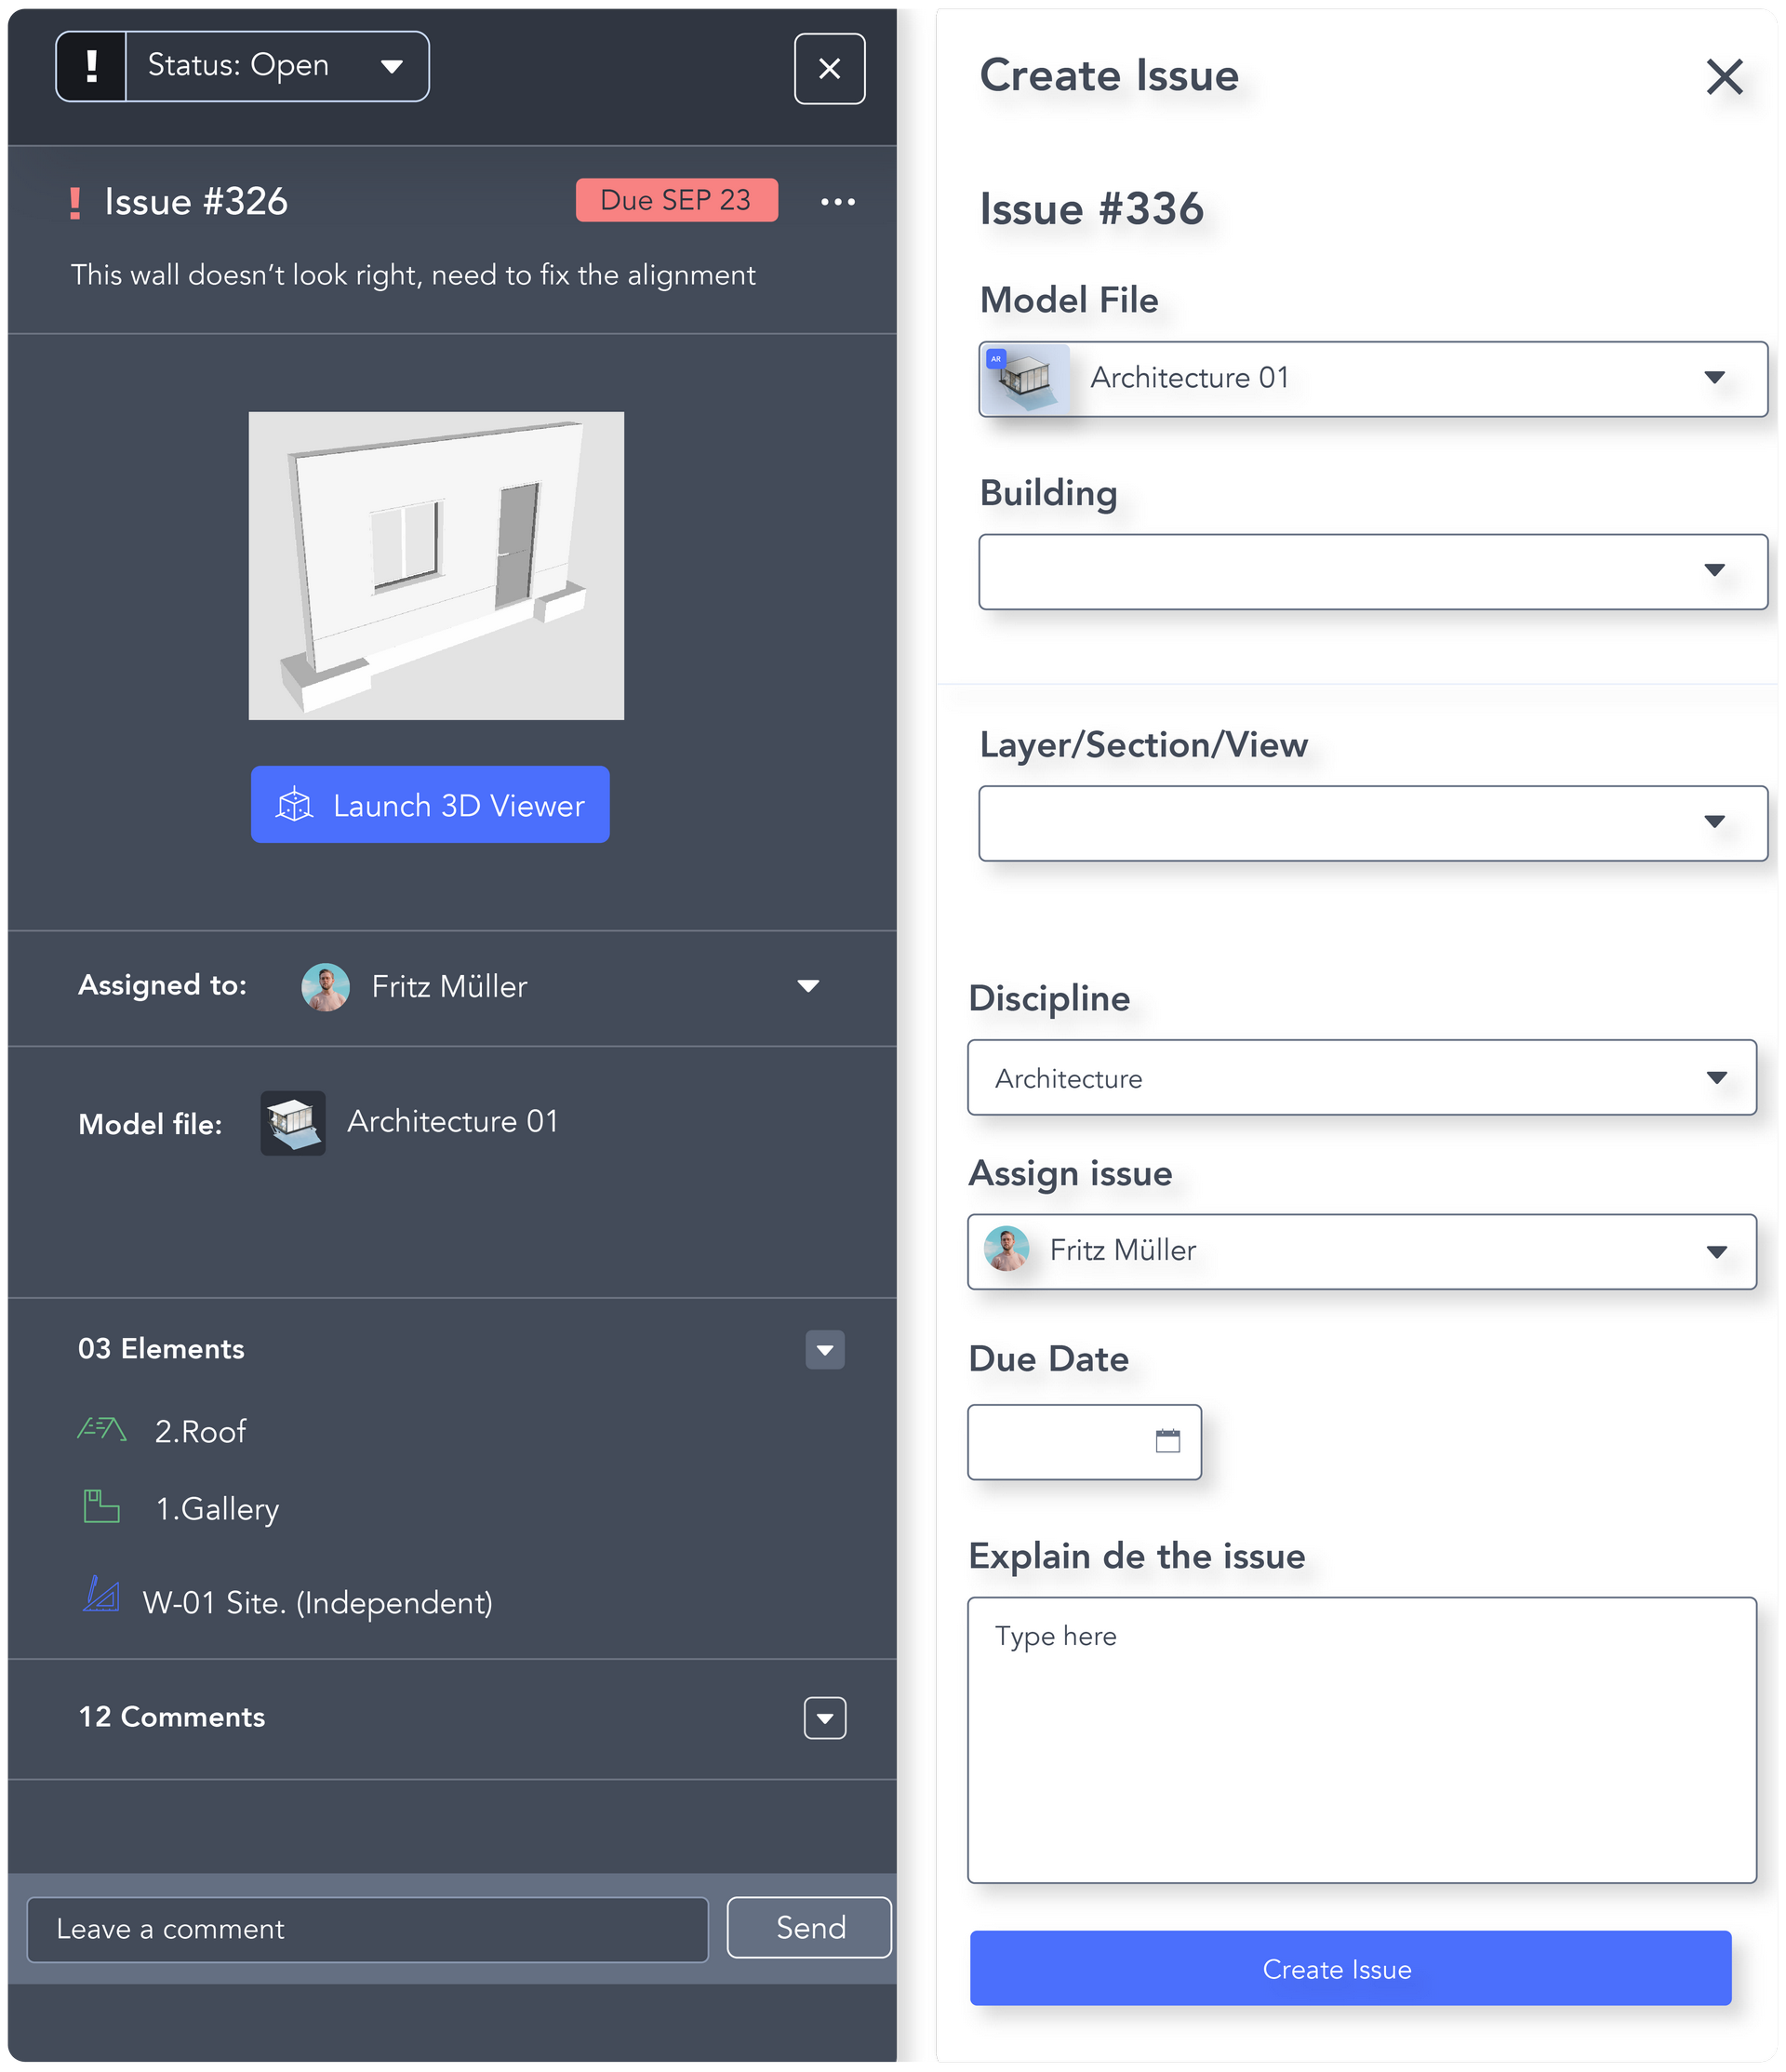 ! Status: Open
! Issue #326 Due SEP 23
This wall doesn’t look right, need to fix the alignment
Launch 3D Viewer
Assigned to: Fritz Müller
Model file: Architecture 01
03 Elements
2.Roof
1.Gallery
W-01 Site. (Independent)
12 Comments
Leave a comment Send
Create Issue
Issue #336
Model File
AR Architecture 01
Building
Layer/Section/View
Discipline
Architecture
Assign issue
Fritz Müller
Due Date
Explain de the issue
Type here
Create Issue